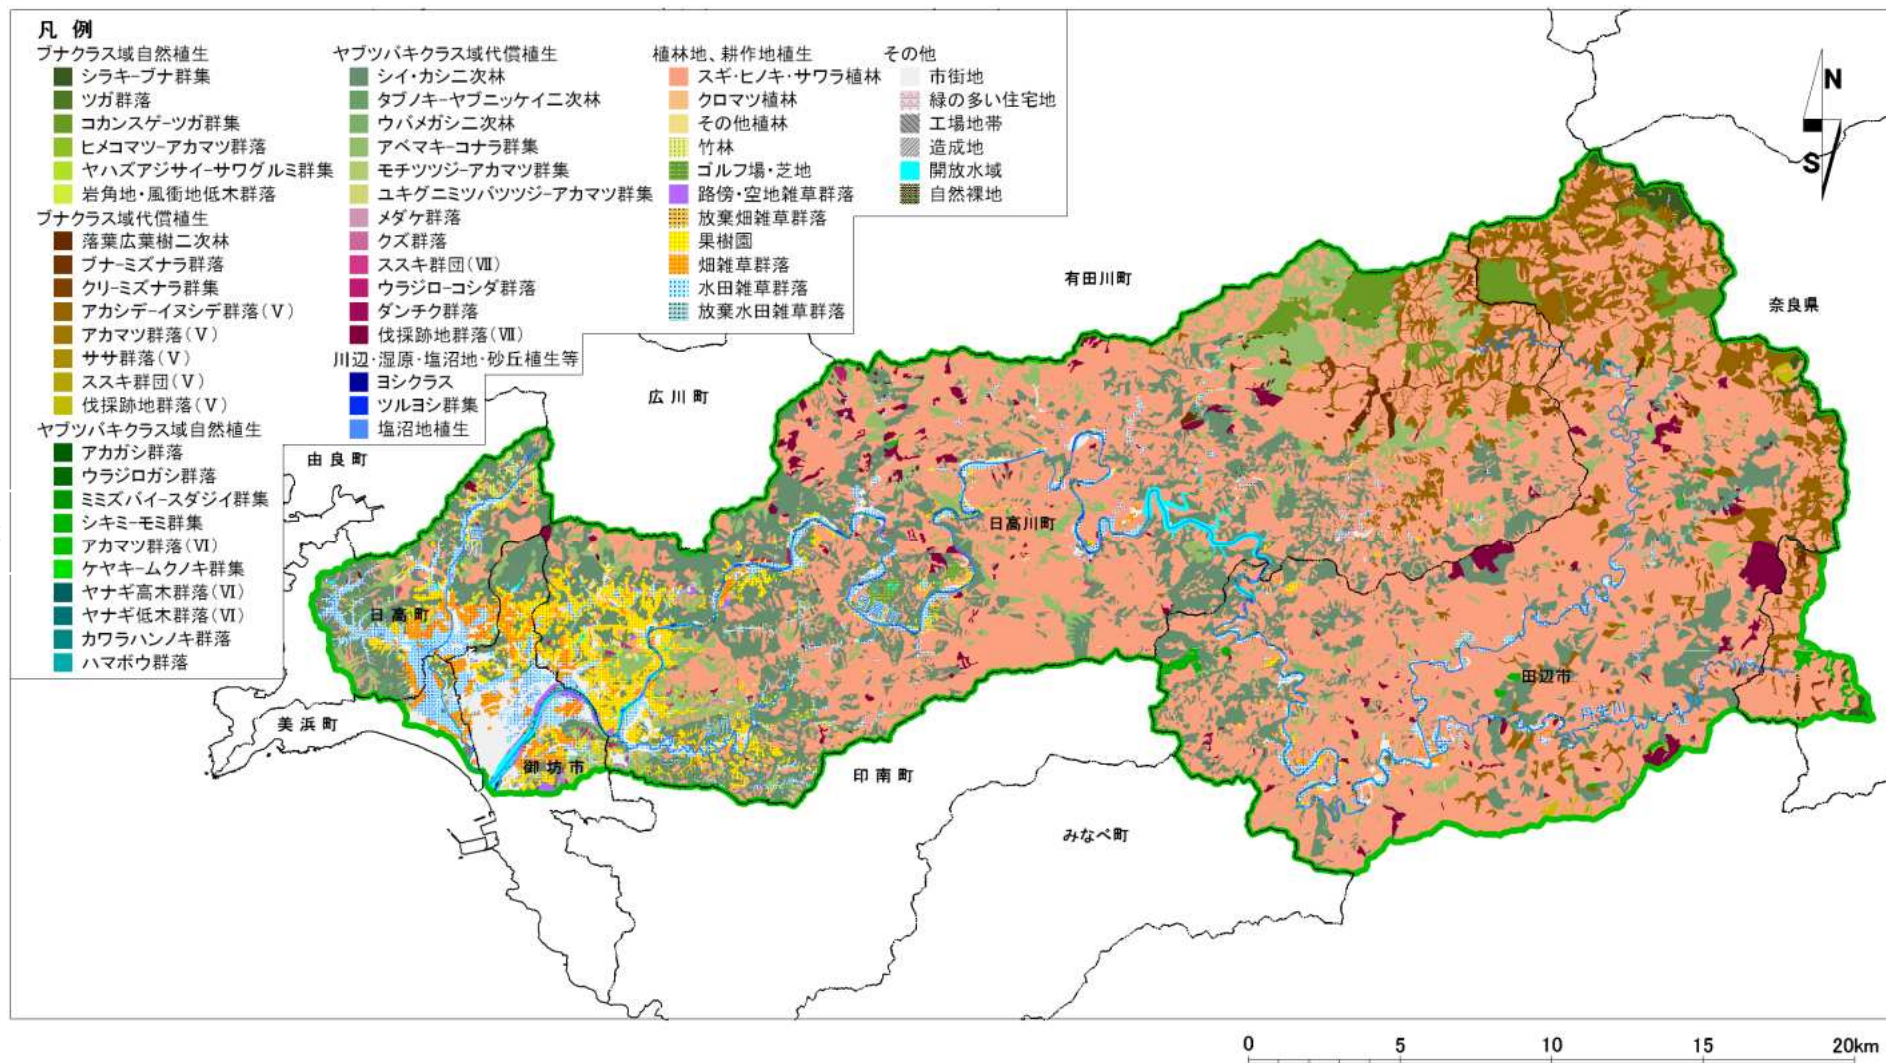 凡 例
ブナクラス域自然植生
シラキ−ブナ群集
ツガ群落
コカンスゲ−ツガ群集
ヒメコマツ−アカマツ群落
ヤハズアジサイ−サワグルミ群集
岩角地・風衝地低木群落
ブナクラス域代償植生
落葉広葉樹二次林
ブナ−ミズナラ群落
クリ−ミズナラ群集
アカシデ−イヌシデ群落(Ⅴ)
アカマツ群落(Ⅴ)
ササ群落(Ⅴ)
ススキ群団(Ⅴ)
伐採跡地群落(Ⅴ)
ヤブツバキクラス域自然植生
アカガシ群落
ウラジロガシ群落
ミミズバイ−スダジイ群集
シキミ−モミ群集
アカマツ群落(Ⅵ)
ケヤキ−ムクノキ群集
ヤナギ高木群落(Ⅵ)
ヤナギ低木群落(Ⅵ)
カワラハンノキ群落
ハマボウ群落
ヤブツバキクラス域代償植生
シイ・カシ二次林
タブノキ−ヤブニッケイ二次林
ウバメガシ二次林
アベマキ−コナラ群集
モチツツジ−アカマツ群集
ユキグニミツバツツジ−アカマツ群集
メダケ群落
クズ群落
ススキ群団(Ⅶ)
ウラジロ−コシダ群落
ダンチク群落
伐採跡地群落(Ⅶ)
川辺・湿原・塩沼地・砂丘植生等
ヨシクラス
ツルヨシ群集
塩沼地植生
植林地、耕作地植生
スギ・ヒノキ・サワラ植林
クロマツ植林
その他植林
竹林
ゴルフ場・芝地
路傍・空地雑草群落
放棄畑雑草群落
果樹園
畑雑草群落
水田雑草群落
放棄水田雑草群落
その他
市街地
緑の多い住宅地
工場地帯
造成地
開放水域
自然裸地
N
S
有田川町
奈良県
広川町
由良町
日高川町
日高町
田辺市
丹生川
美浜町
御坊市
印南町
みなべ町
0 5 10 15 20km